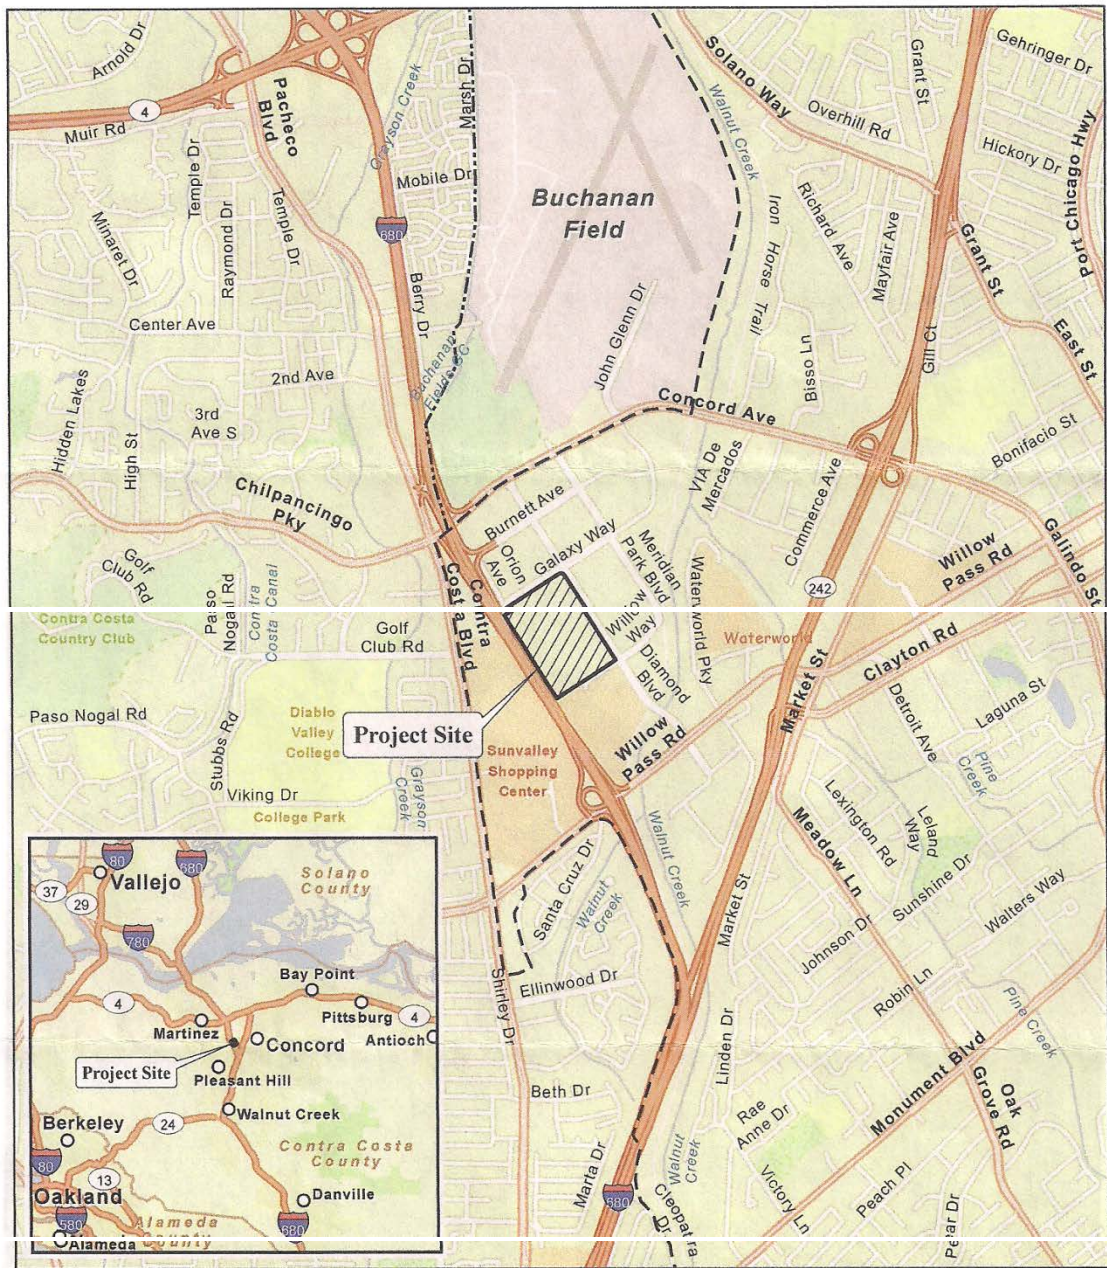 Arnold Dr
4
Muir Rd
Pacheco
Blvd
Grayson Creek
Marsh Dr
Mobile Dr
680
Temple Dr
Temple Dr
Raymond Dr
Minaret Dr
Berry Dr
Center Ave
2nd Ave
3rd
Ave S
Hidden Lakes
High St
Chilpancingo
Pky
Buchanan
Fields GC
Buchanan
Field
John Glenn Dr
Solano Way
Walnut Creek
Overhill Rd
Grant St
Gehringer Dr
Hickory Dr
Port Chicago Hwy
Iron Horse Trail
Richard Ave
Mayfair Ave
Grant St
East St
Gill Ct
Bisso Ln
Concord Ave
Bonifacio St
VIA De
Mercados
Commerce Ave
Burnett Ave
Orion
Ave
Galaxy Way
Meridian
Park Blvd
Willow
Way
Diamond
Blvd
Waterworld Pky
Waterworld
242
Willow
Pass Rd
Galindo St
Clayton Rd
Market St
Detroit Ave
Laguna St
Pine
Creek
Golf
Club Rd
Paso
Nogal Rd
Contra
Costa Canal
Contra Costa
Country Club
Golf
Club Rd
Contra
Costa Blvd
Paso Nogal Rd
Stubbs Rd
Diablo
Valley
College
Project Site
Sunvalley
Shopping
Center
Willow
Pass Rd
Grayson
Creek
Viking Dr
College Park
Walnut Creek
Lexington Rd
Leland
Way
Meadow Ln
Sunshine Dr
Walters Way
Johnson Dr
Market St
Santa Cruz Dr
Walnut
Creek
Ellinwood Dr
Shirley Dr
Robin Ln
Pine Creek
Linden Dr
Monument Blvd
Oak
Grove Rd
Beth Dr
Rae
Anne Dr
Marta Dr
Walnut
Creek
Cleopatra
Dr
680
Victory Ln
Peach Pl
Pear Dr
80
680
37
29
Vallejo
Solano
County
780
Bay Point
4
Pittsburg
4
Martinez
Concord
Antioch
Project Site
Pleasant Hill
Walnut Creek
24
Berkeley
Contra Costa
County
80
13
Oakland
Danville
580
680
Alameda
County
Alameda